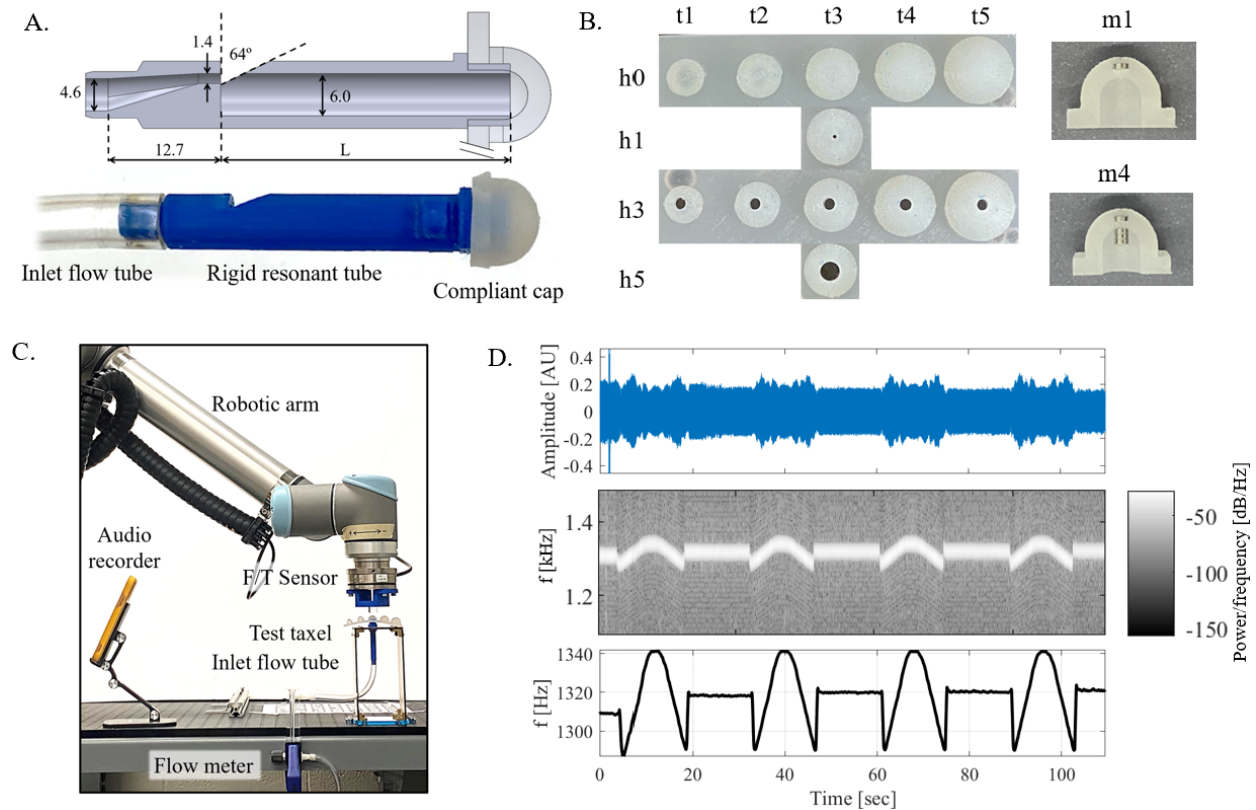 A.
1.4
64°
4.6
6.0
12.7
L
Inlet flow tube
Rigid resonant tube
Compliant cap
B.
t1 t2 t3 t4 t5
h0
h1
h3
h5
m1
m4
C.
Robotic arm
Audio
recorder
F/T Sensor
Test taxel
Inlet flow tube
Flow meter
D.
Amplitude [AU]
0.4
0.2
0
-0.2
-0.4
f [kHz]
1.4
1.2
Power/frequency [dB/Hz]
-50
-100
-150
f [Hz]
1340
1320
1300
0 20 40 60 80 100
Time [sec]